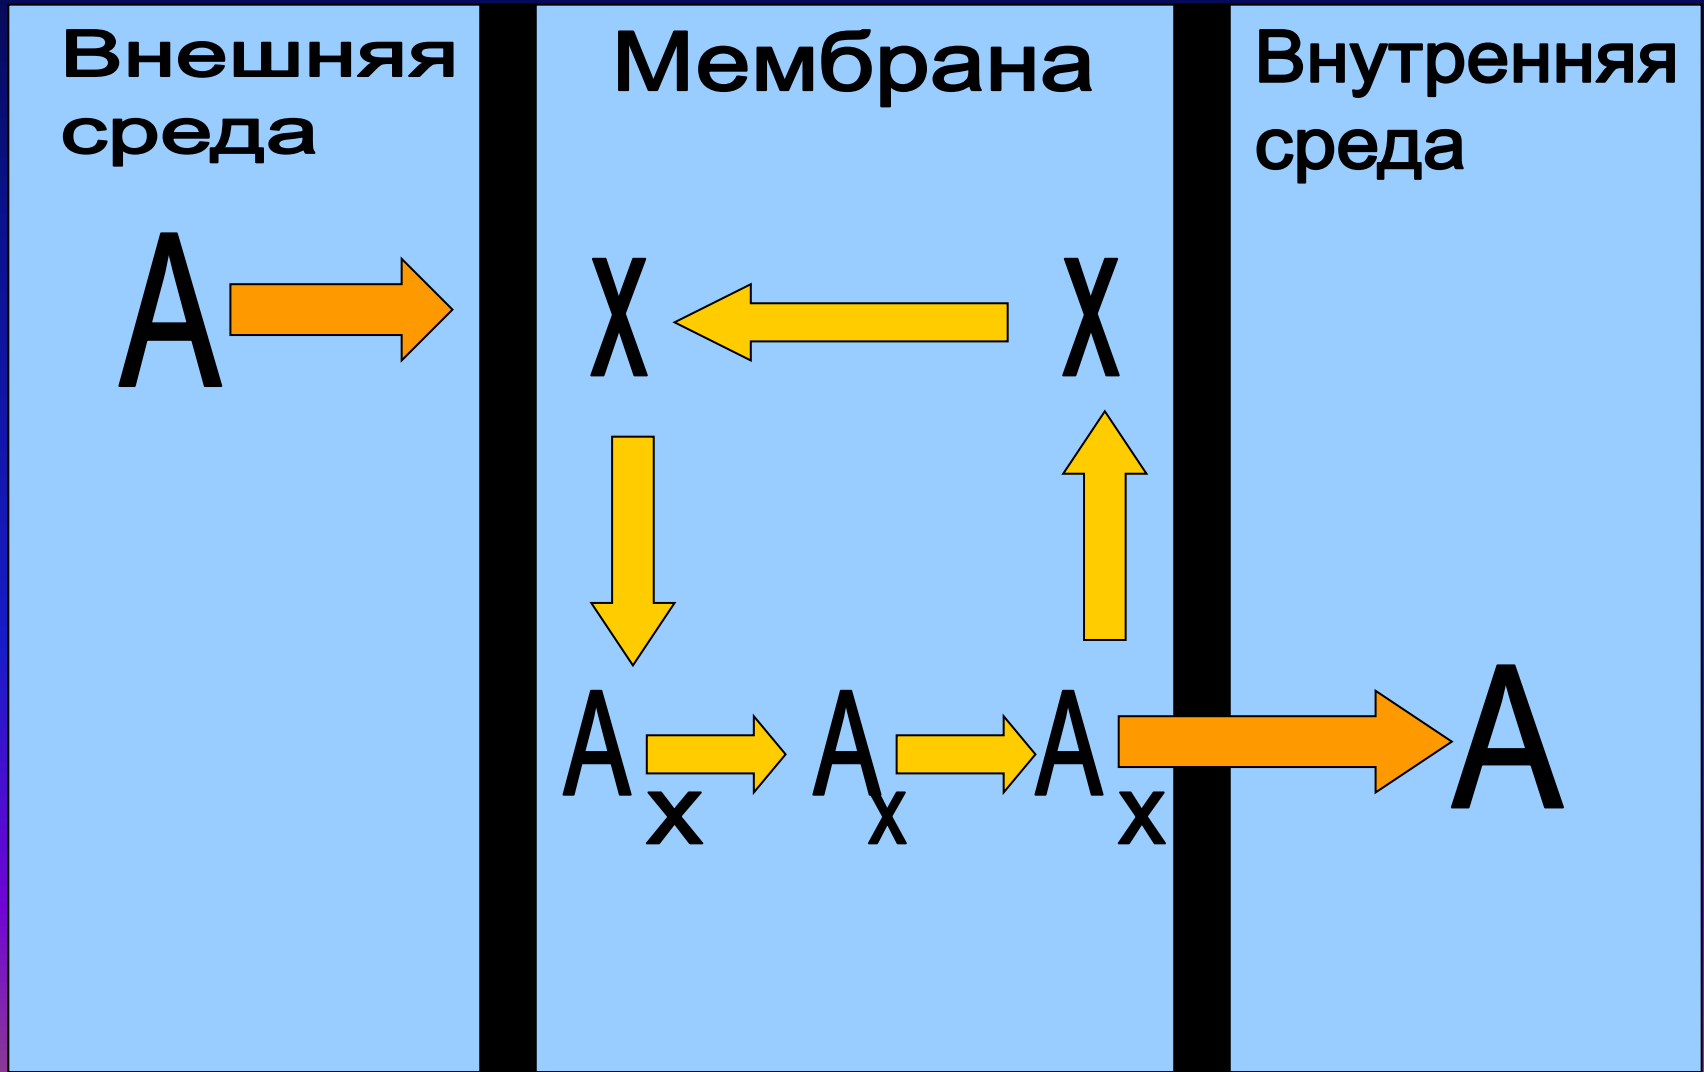 Внешняя
среда
Мембрана
Внутренняя
среда
А
X
X
А х
А х
А х
А